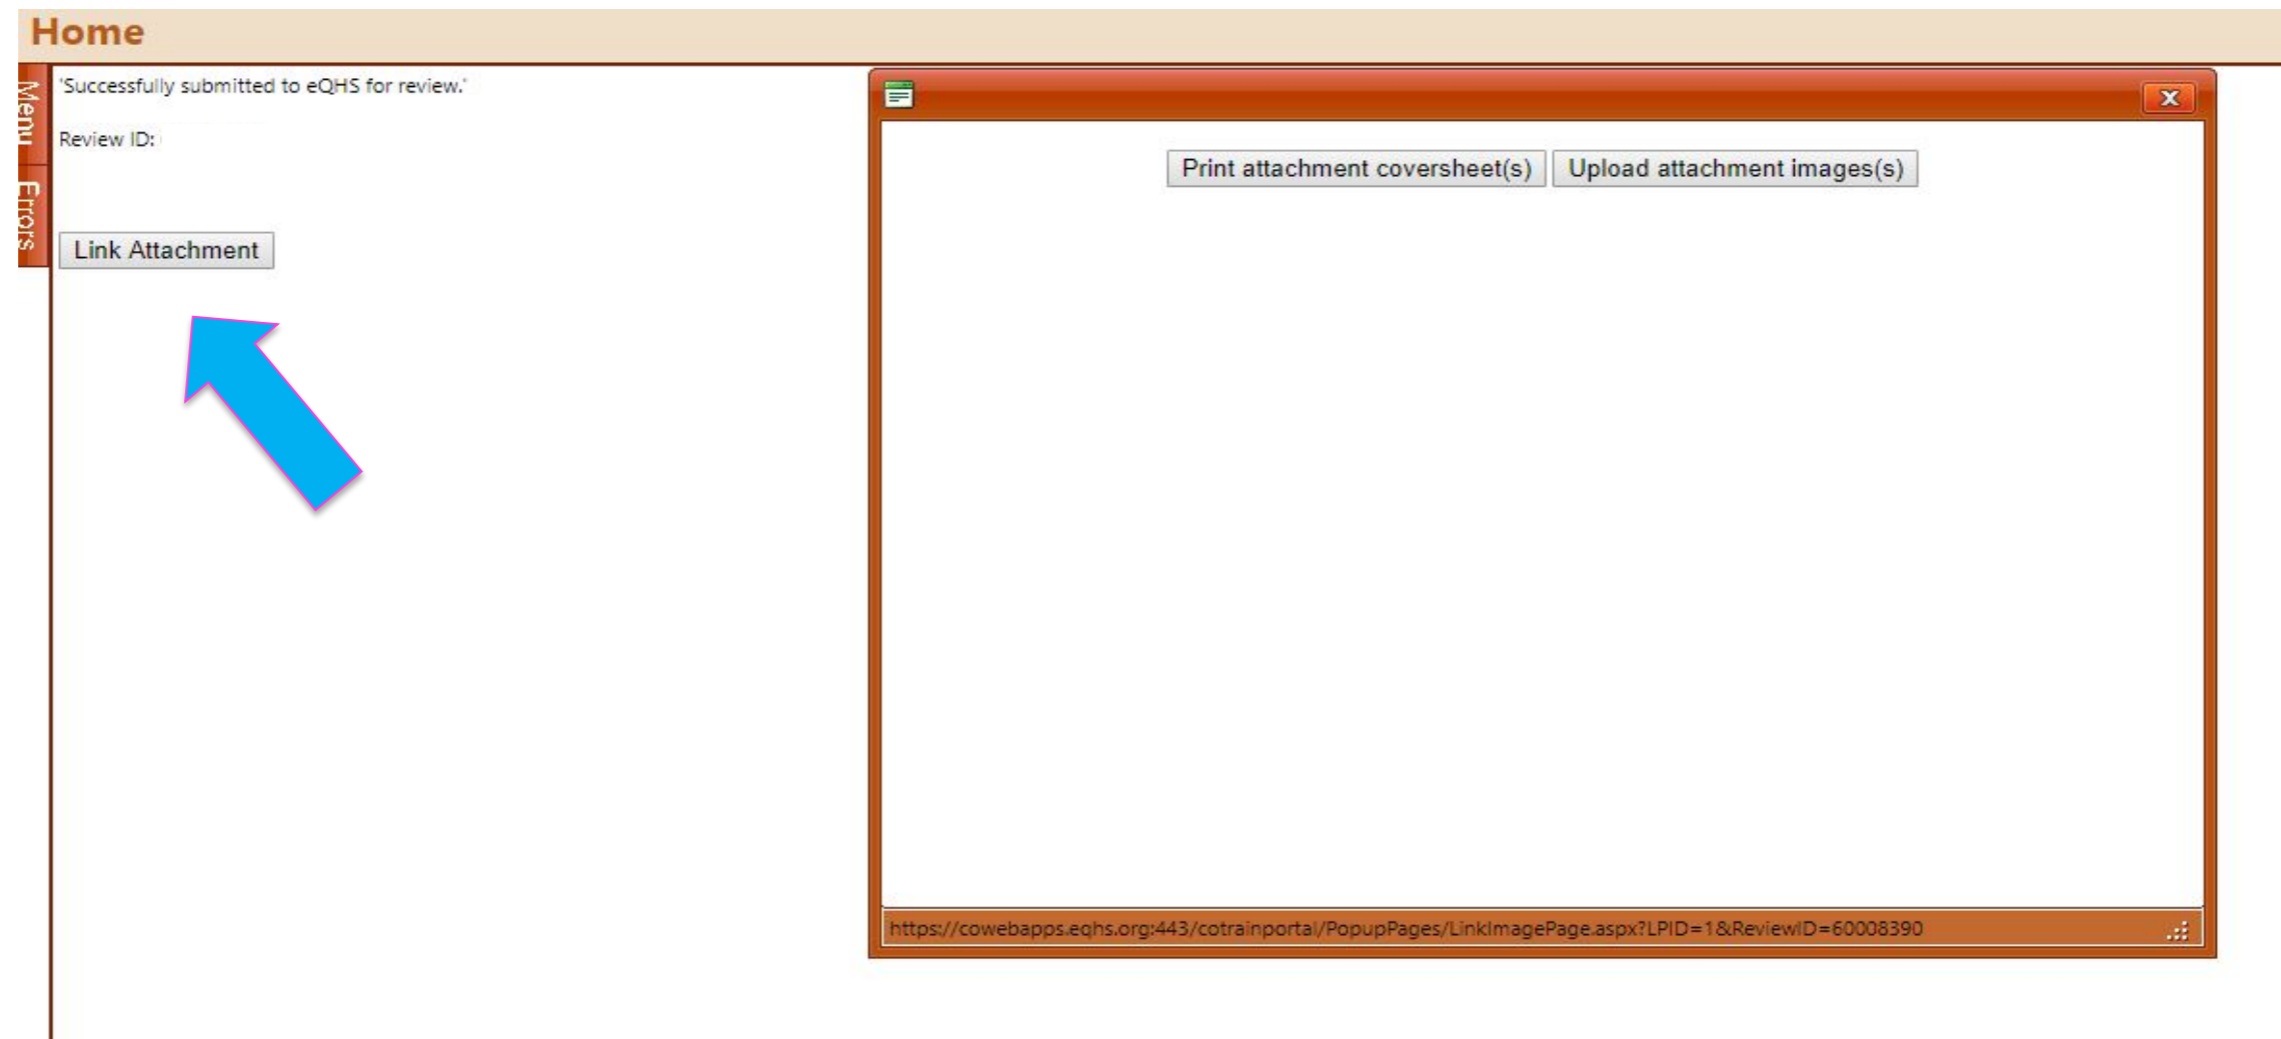 Home
Menu
Errors
'Successfully submitted to eQHS for review.'
Review ID:
Link Attachment
Print attachment coversheet(s)
Upload attachment images(s)
https://cowebapps.eqhs.org:443/cotrainportal/PopupPages/LinkImagePage.aspx?LPID=1&ReviewID=60008390